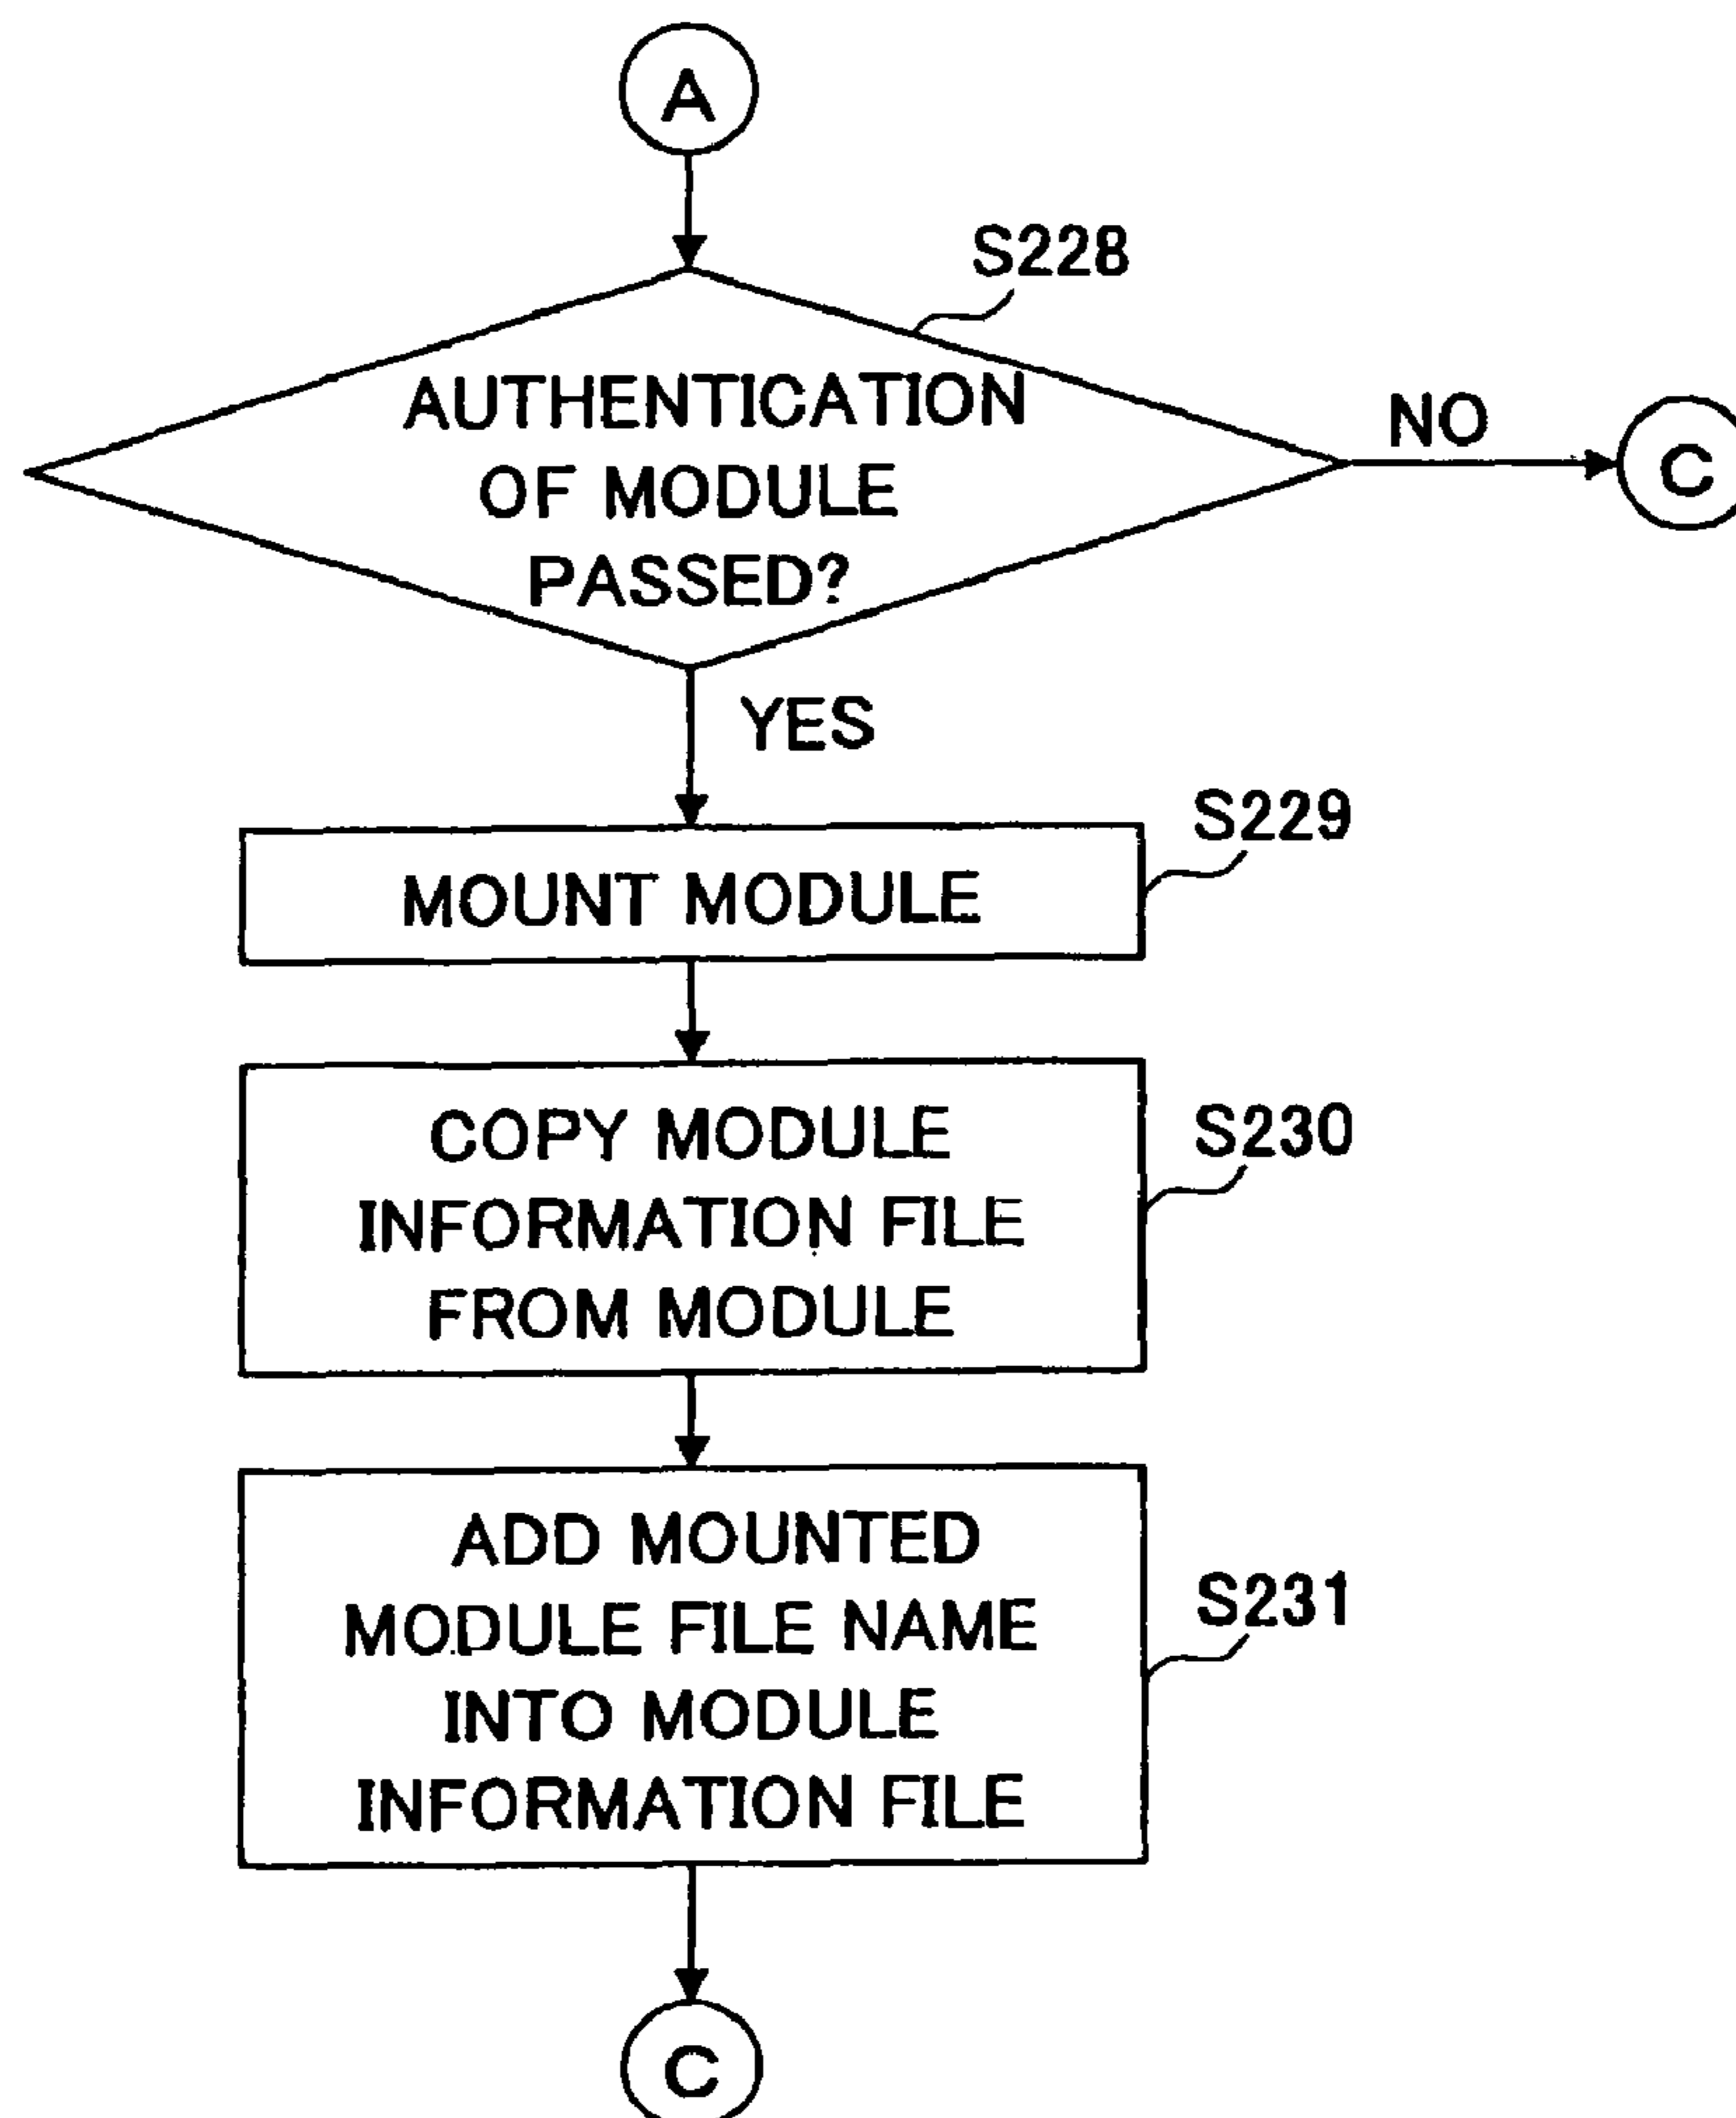 A
S228
AUTHENTICATION
OF MODULE
PASSED?
NO
C
YES
S229
MOUNT MODULE
S230
COPY MODULE
INFORMATION FILE
FROM MODULE
S231
ADD MOUNTED
MODULE FILE NAME
INTO MODULE
INFORMATION FILE
C